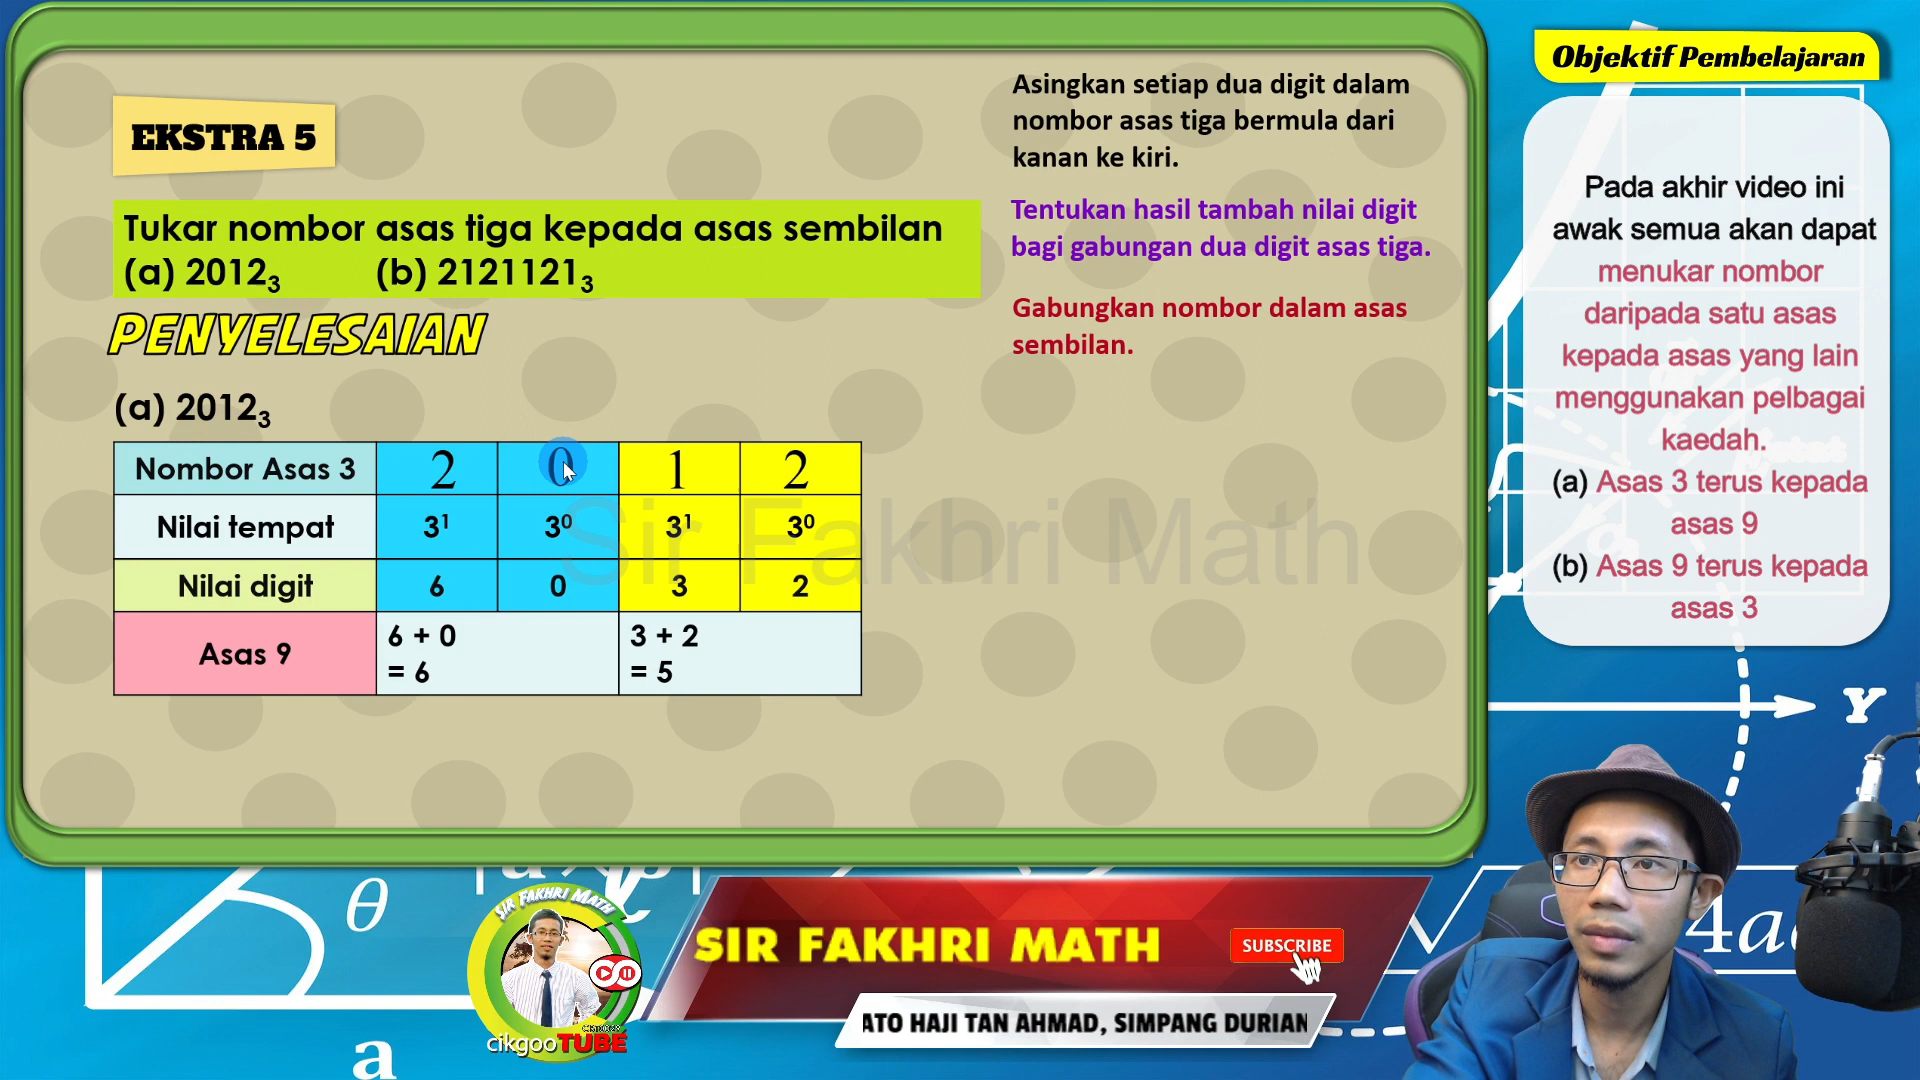 EKSTRA 5
Tukar nombor asas tiga kepada asas sembilan
(a) 2012₃ (b) 2121121₃
PENYELESAIAN
(a) 2012₃
Nombor Asas 3 2 0 1 2
Nilai tempat 3¹ 3⁰ 3¹ 3⁰
Nilai digit 6 0 3 2
Asas 9
6 + 0
= 6
3 + 2
= 5
Asingkan setiap dua digit dalam
nombor asas tiga bermula dari
kanan ke kiri.
Tentukan hasil tambah nilai digit
bagi gabungan dua digit asas tiga.
Gabungkan nombor dalam asas
sembilan.
Sir Fakhri Math
Objektif Pembelajaran
Pada akhir video ini
awak semua akan dapat
menukar nombor
daripada satu asas
kepada asas yang lain
menggunakan pelbagai
kaedah.
(a) Asas 3 terus kepada
asas 9
(b) Asas 9 terus kepada
asas 3
Y
θ
a
4a
SIR FAKHRI MATH
cikgooTUBE
SIR FAKHRI MATH
SUBSCRIBE
ATO HAJI TAN AHMAD, SIMPANG DURIAN